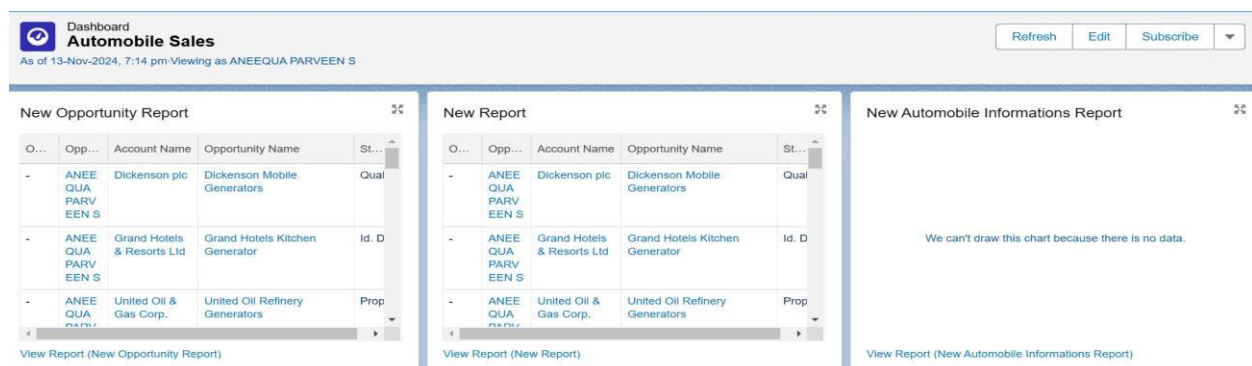 Dashboard
Automobile Sales
As of 13-Nov-2024, 7:14 pm·Viewing as ANEEQUA PARVEEN S
Refresh Edit Subscribe
New Opportunity Report
O... Opp... Account Name Opportunity Name St...
- ANEE Dickenson plc Dickenson Mobile Qual
QUA Generators
PARV
EEN S
- ANEE Grand Hotels Grand Hotels Kitchen Id. D
QUA & Resorts Ltd Generator
PARV
EEN S
- ANEE United Oil & United Oil Refinery Prop
QUA Gas Corp. Generators
PARV
View Report (New Opportunity Report)
New Report
O... Opp... Account Name Opportunity Name St...
- ANEE Dickenson plc Dickenson Mobile Qual
QUA Generators
PARV
EEN S
- ANEE Grand Hotels Grand Hotels Kitchen Id. D
QUA & Resorts Ltd Generator
PARV
EEN S
- ANEE United Oil & United Oil Refinery Prop
QUA Gas Corp. Generators
PARV
View Report (New Report)
New Automobile Informations Report
We can't draw this chart because there is no data.
View Report (New Automobile Informations Report)